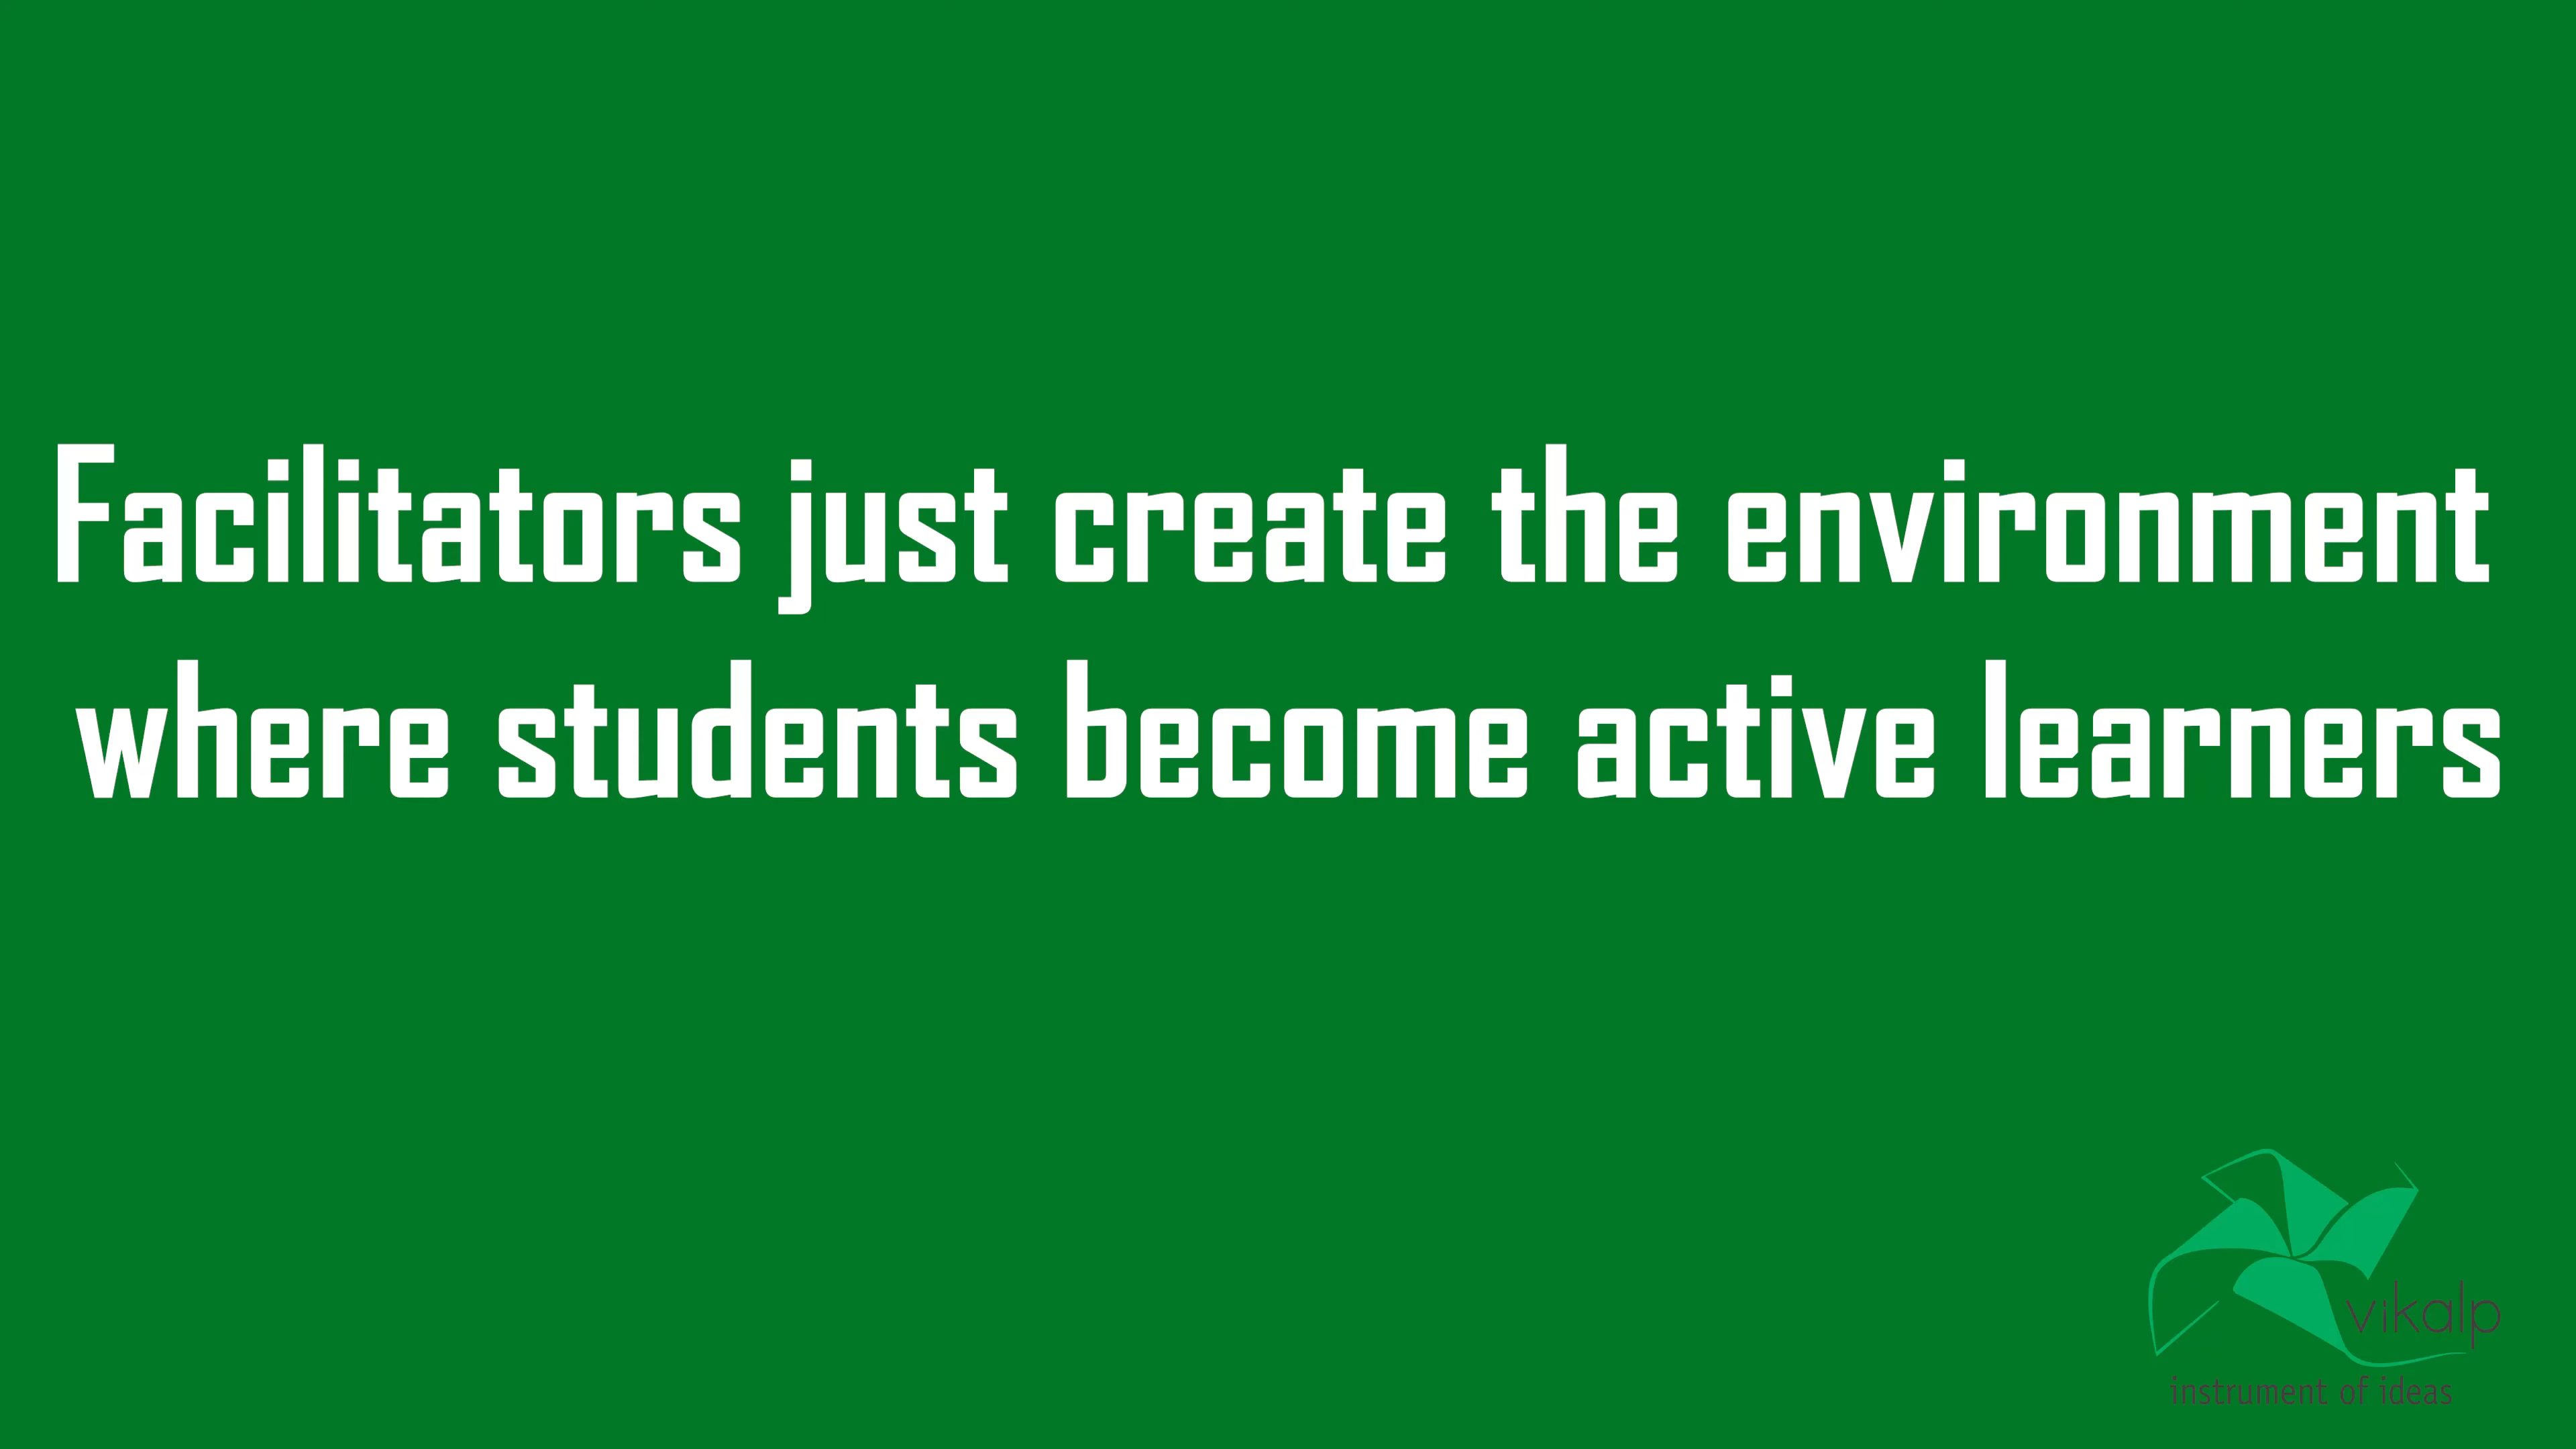 Facilitators just create the environment
where students become active learners
vikalp
instrument of ideas